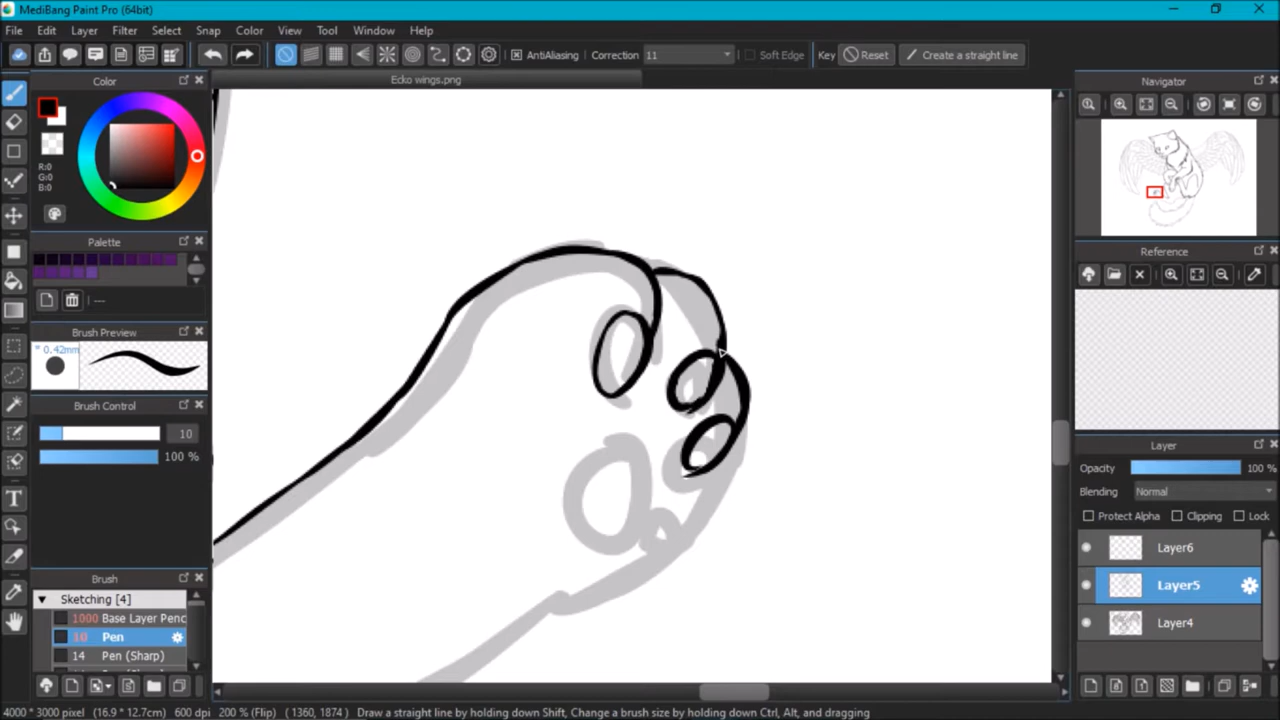 MediBang Paint Pro (64bit)
File Edit Layer Filter Select Snap Color View Tool Window Help
AntiAliasing Correction 11 Soft Edge Key Reset Create a straight line
Color
Ecko wings.png
Navigator
R:0
G:0
B:0
Palette
---
Brush Preview
* 0.42mm
Brush Control
10
100 %
Brush
Sketching [4]
1000 Base Layer Penc
10 Pen
14 Pen (Sharp)
Reference
Layer
Opacity 100 %
Blending Normal
Protect Alpha Clipping Lock
Layer6
Layer5
Layer4
4000 * 3000 pixel (16.9 * 12.7cm) 600 dpi 200 % (Flip) ( 1360, 1874 ) Draw a straight line by holding down Shift, Change a brush size by holding down Ctrl, Alt, and dragging